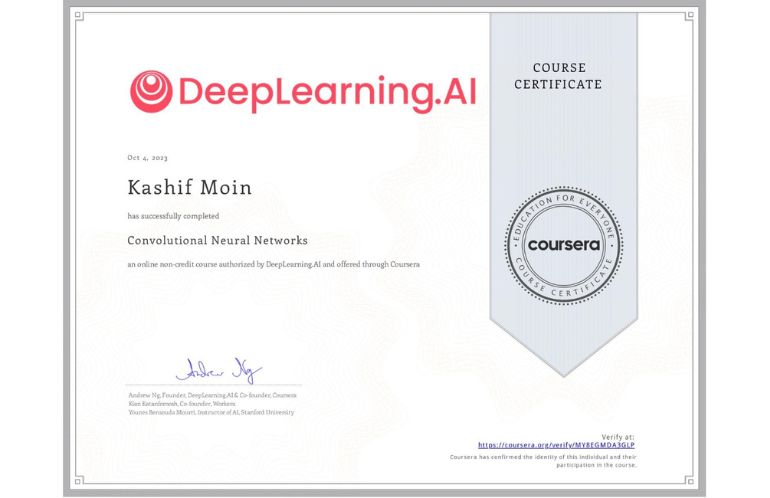 DeepLearning.AI
COURSE
CERTIFICATE
Oct 4, 2023
Kashif Moin
has successfully completed
Convolutional Neural Networks
an online non-credit course authorized by DeepLearning.AI and offered through Coursera
EDUCATION FOR EVERYONE
coursera
COURSE CERTIFICATE
Andrew Ng
Andrew Ng, Founder, DeepLearning.AI & Co-founder, Coursera
Kian Katanforoosh, Co-founder, Workera
Younes Bensouda Mourri, Instructor of AI, Stanford University
Verify at:
https://coursera.org/verify/MY8EGMDA3GLP
Coursera has confirmed the identity of this individual and their
participation in the course.